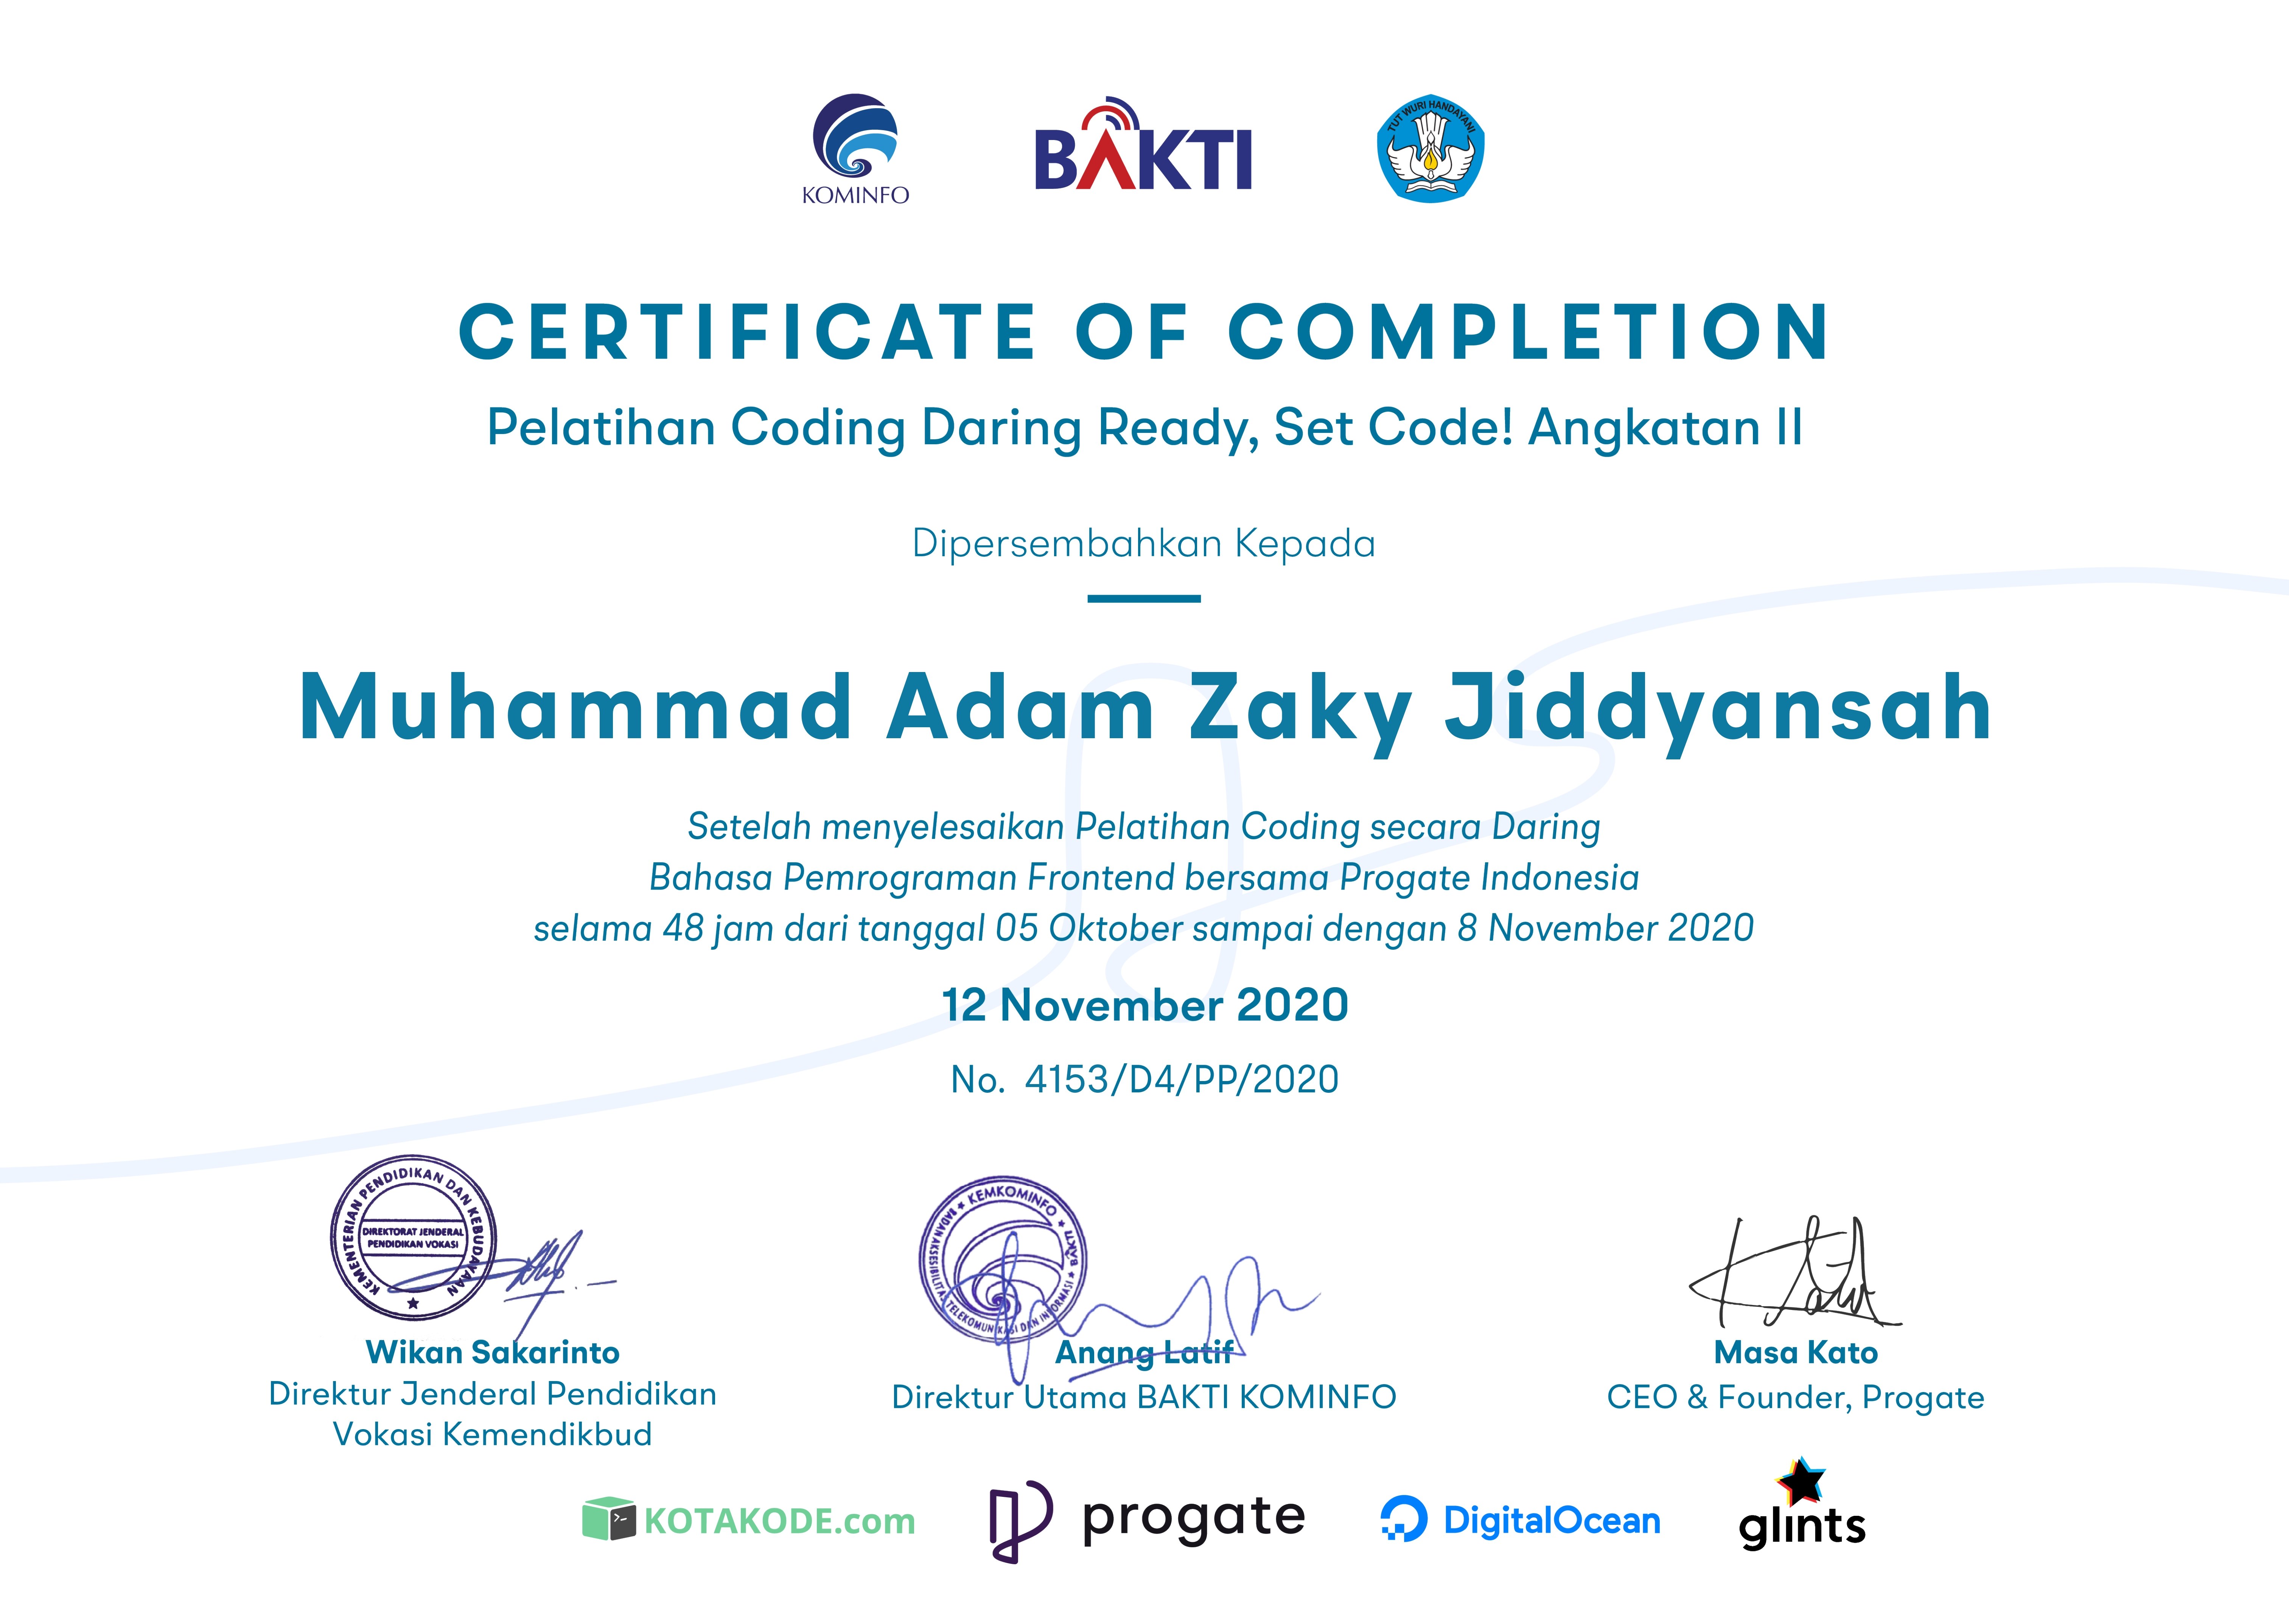 KOMINFO
BAKTI
TUT WURI HANDAYANI
CERTIFICATE OF COMPLETION
Pelatihan Coding Daring Ready, Set Code! Angkatan II
Dipersembahkan Kepada
Muhammad Adam Zaky Jiddyansah
Setelah menyelesaikan Pelatihan Coding secara Daring
Bahasa Pemrograman Frontend bersama Progate Indonesia
selama 48 jam dari tanggal 05 Oktober sampai dengan 8 November 2020
12 November 2020
No. 4153/D4/PP/2020
KEMENTERIAN PENDIDIKAN DAN KEBUDAYAAN
DIREKTORAT JENDERAL
PENDIDIKAN VOKASI
KEMKOMINFO
BAKTI
BADAN AKSESIBILITAS TELEKOMUNIKASI DAN INFORMASI
Wikan Sakarinto
Direktur Jenderal Pendidikan
Vokasi Kemendikbud
Anang Latif
Direktur Utama BAKTI KOMINFO
Masa Kato
CEO & Founder, Progate
KOTAKODE.com
progate
DigitalOcean
glints